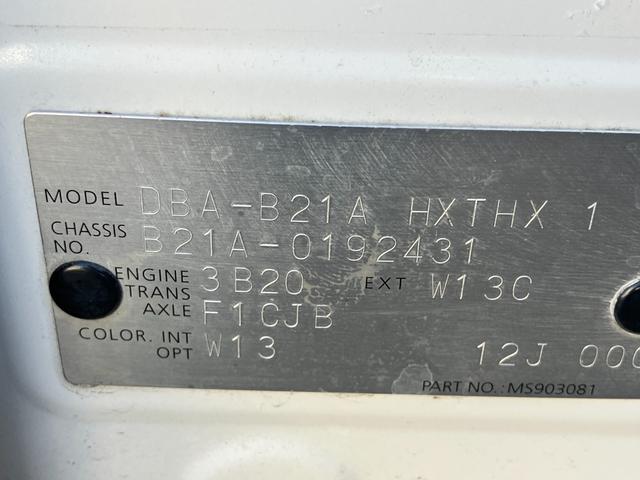 MODEL DBA-B21A HXTHX 1
CHASSIS NO. B21A-0192431
ENGINE 3B20 EXT W13C
TRANS AXLE F1CJB
COLOR. INT W13
OPT 12J 000
PART NO.: MS903081